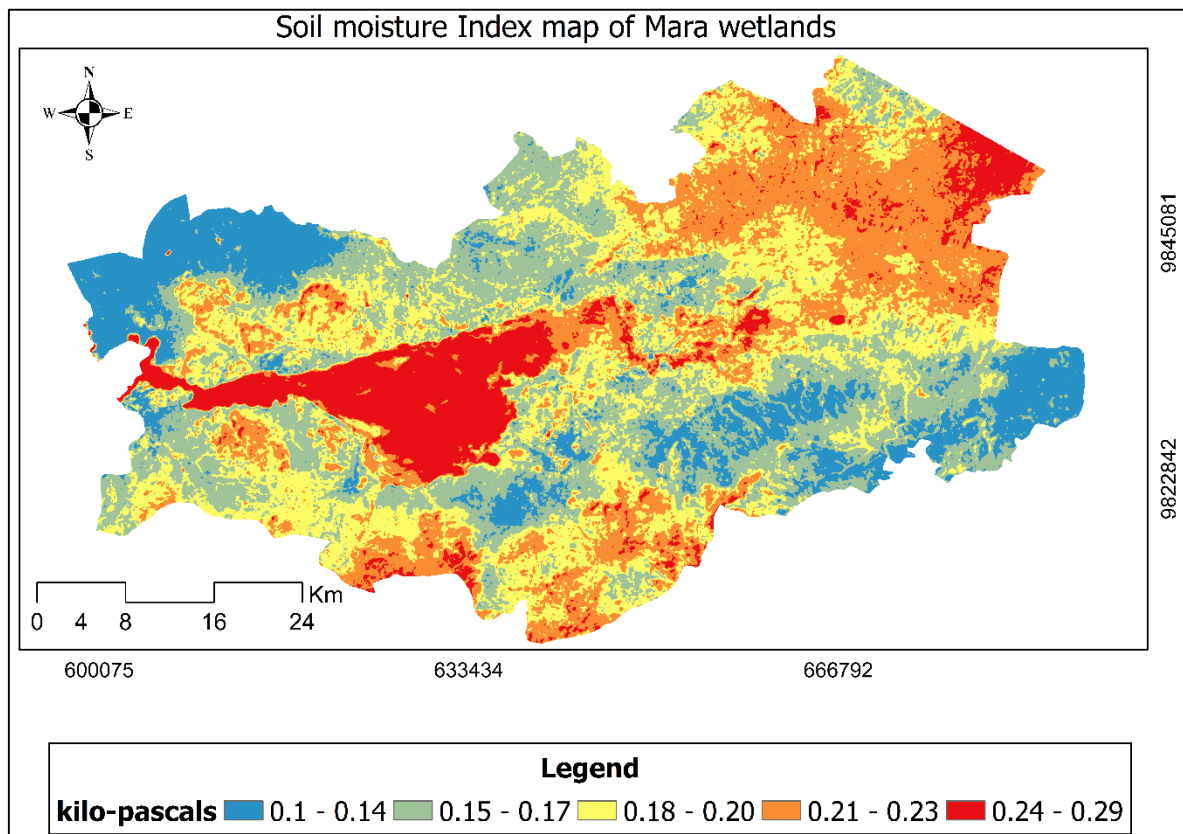 Soil moisture Index map of Mara wetlands
N
W E
S
9845081
9822842
Km
0 4 8 16 24
600075 633434 666792
Legend
kilo-pascals 0.1 - 0.14 0.15 - 0.17 0.18 - 0.20 0.21 - 0.23 0.24 - 0.29